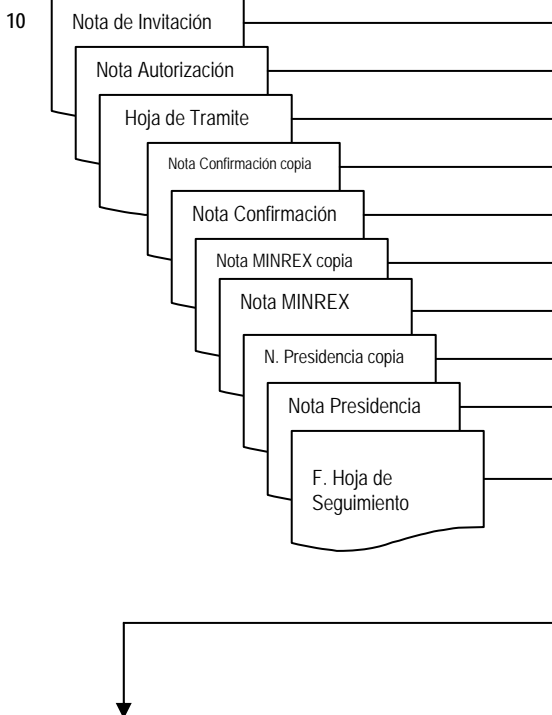 10
Nota de Invitación
Nota Autorización
Hoja de Tramite
Nota Confirmación copia
Nota Confirmación
Nota MINREX copia
Nota MINREX
N. Presidencia copia
Nota Presidencia
F. Hoja de
Seguimiento